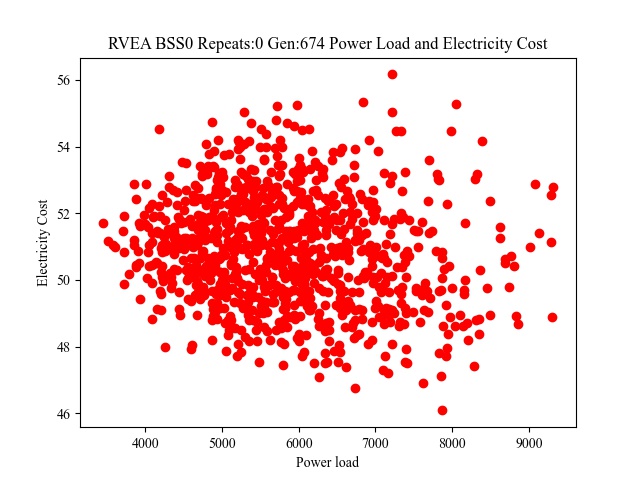 RVEA BSS0 Repeats:0 Gen:674 Power Load and Electricity Cost
56
54
52
50
48
46
Electricity Cost
4000 5000 6000 7000 8000 9000
Power load